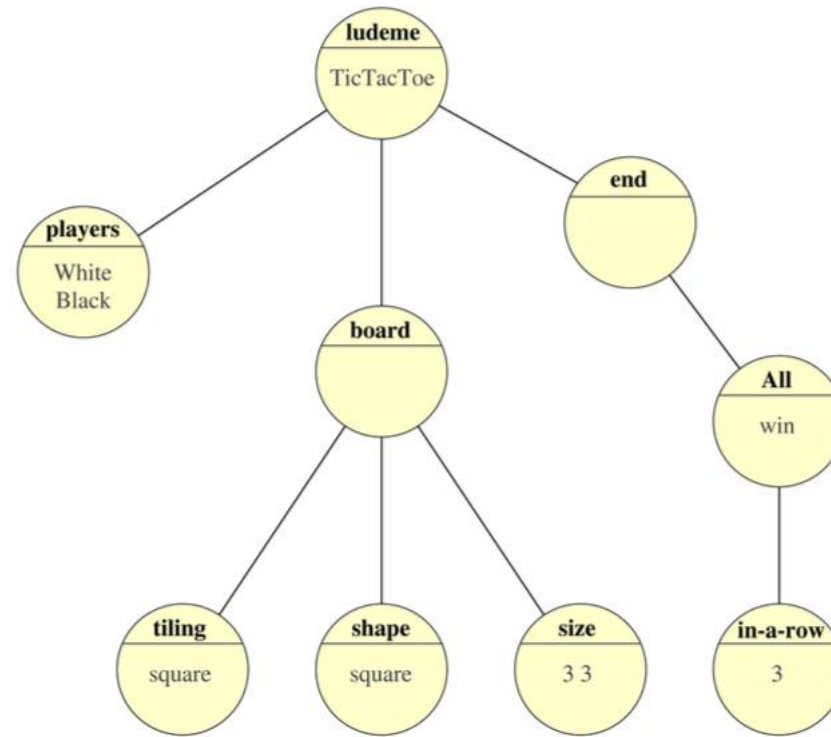 ludeme
TicTacToe
end
players
White
Black
board
All
win
tiling
square
shape
square
size
3 3
in-a-row
3